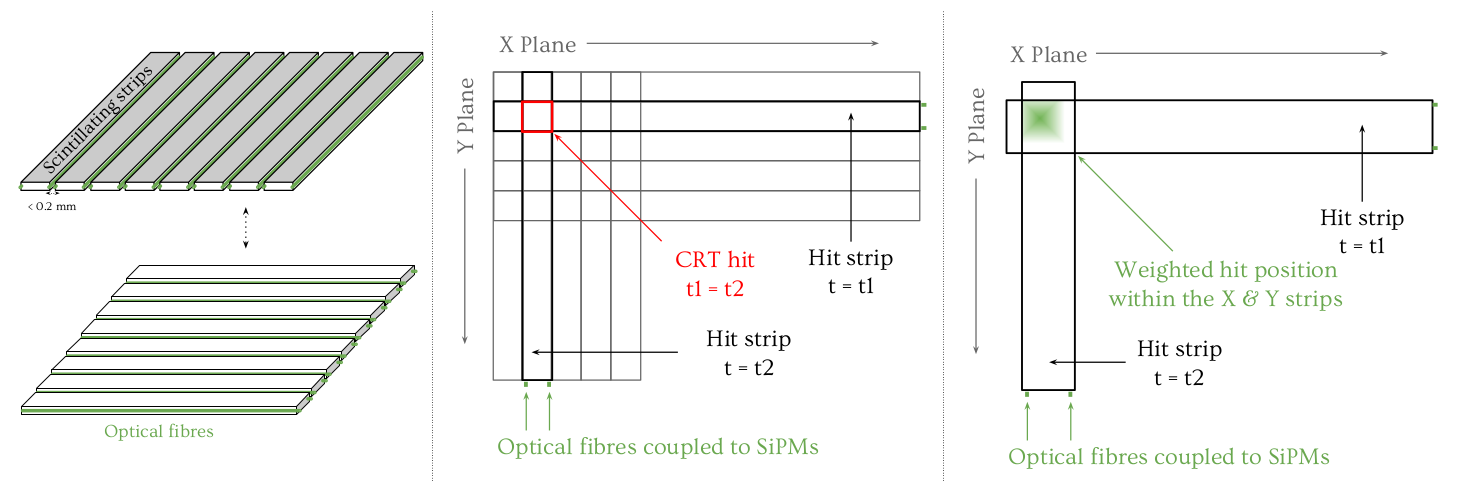 Scintillating strips
< 0.2 mm
Optical fibres
X Plane
Y Plane
CRT hit
t1 = t2
Hit strip
t = t1
Hit strip
t = t2
Optical fibres coupled to SiPMs
X Plane
Y Plane
Hit strip
t = t1
Weighted hit position
within the X & Y strips
Hit strip
t = t2
Optical fibres coupled to SiPMs